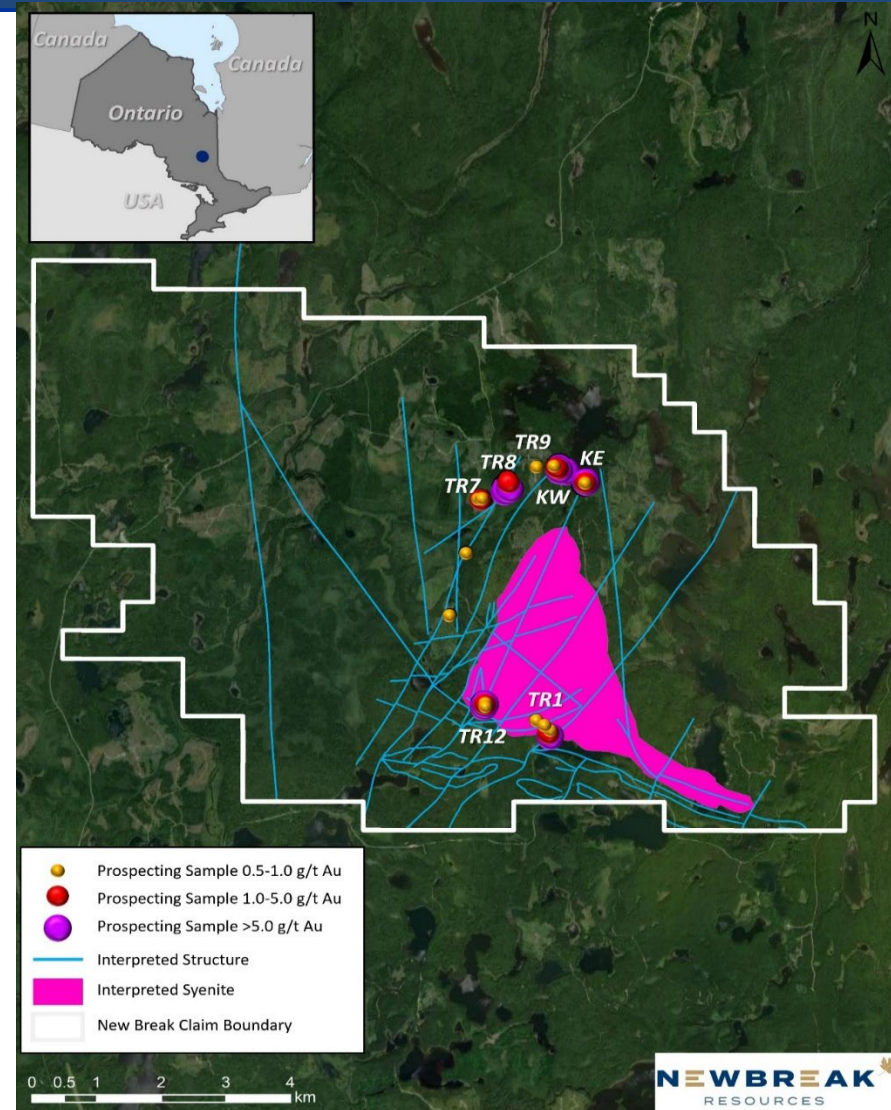 Canada
Canada
Ontario
USA
N
TR9
KE
TR8
TR7
KW
TR1
TR12
Prospecting Sample 0.5-1.0 g/t Au
Prospecting Sample 1.0-5.0 g/t Au
Prospecting Sample >5.0 g/t Au
Interpreted Structure
Interpreted Syenite
New Break Claim Boundary
0 0.5 1 2 3 4
km
NEWBREAK
RESOURCES